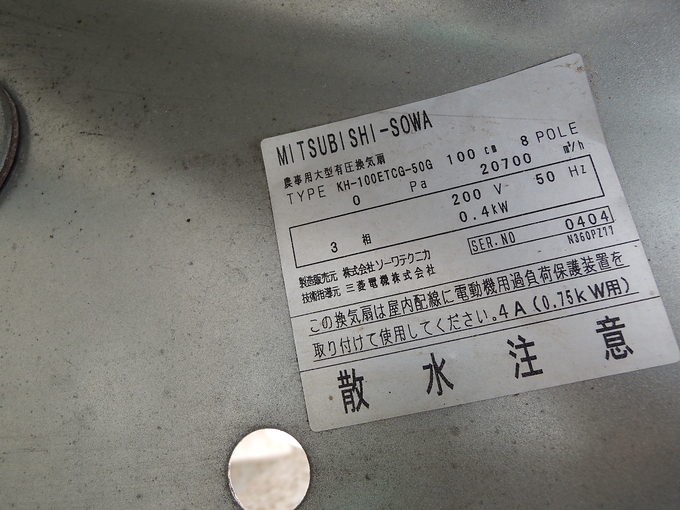 MITSUBISHI-SOWA
農事用大型有圧換気扇
TYPE KH-100ETCG-50G 100 cm 8 POLE
0 Pa 20700 m³/h
3 相 200 V 50 Hz
0.4kW
SER.NO 0404
N360PZ77
製造販売元 株式会社ソーワテクニカ
技術指導元 三菱電機株式会社
この換気扇は屋内配線に電動機用過負荷保護装置を
取り付けて使用してください。4A(0.75kW用)
散水注意